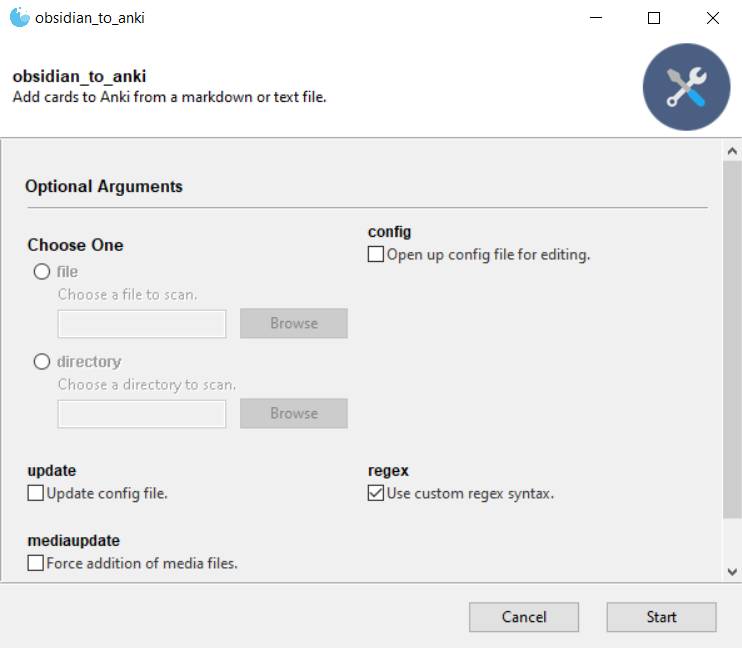 obsidian_to_anki
obsidian_to_anki
Add cards to Anki from a markdown or text file.
Optional Arguments
Choose One
file
Choose a file to scan.
Browse
directory
Choose a directory to scan.
Browse
config
Open up config file for editing.
update
Update config file.
regex
Use custom regex syntax.
mediaupdate
Force addition of media files.
Cancel
Start